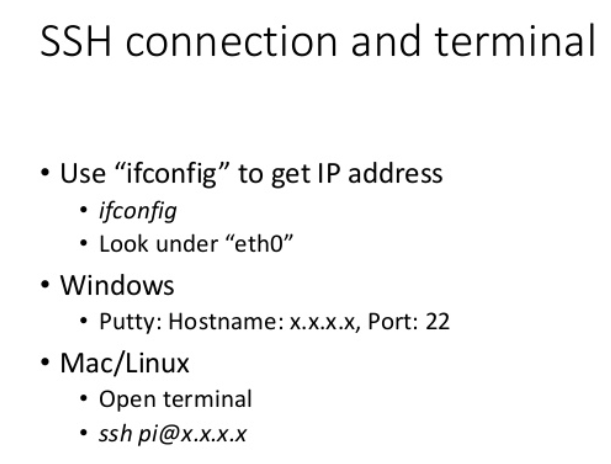 SSH connection and terminal
• Use “ifconfig” to get IP address
• ifconfig
• Look under “eth0”
• Windows
• Putty: Hostname: x.x.x.x, Port: 22
• Mac/Linux
• Open terminal
• ssh pi@x.x.x.x